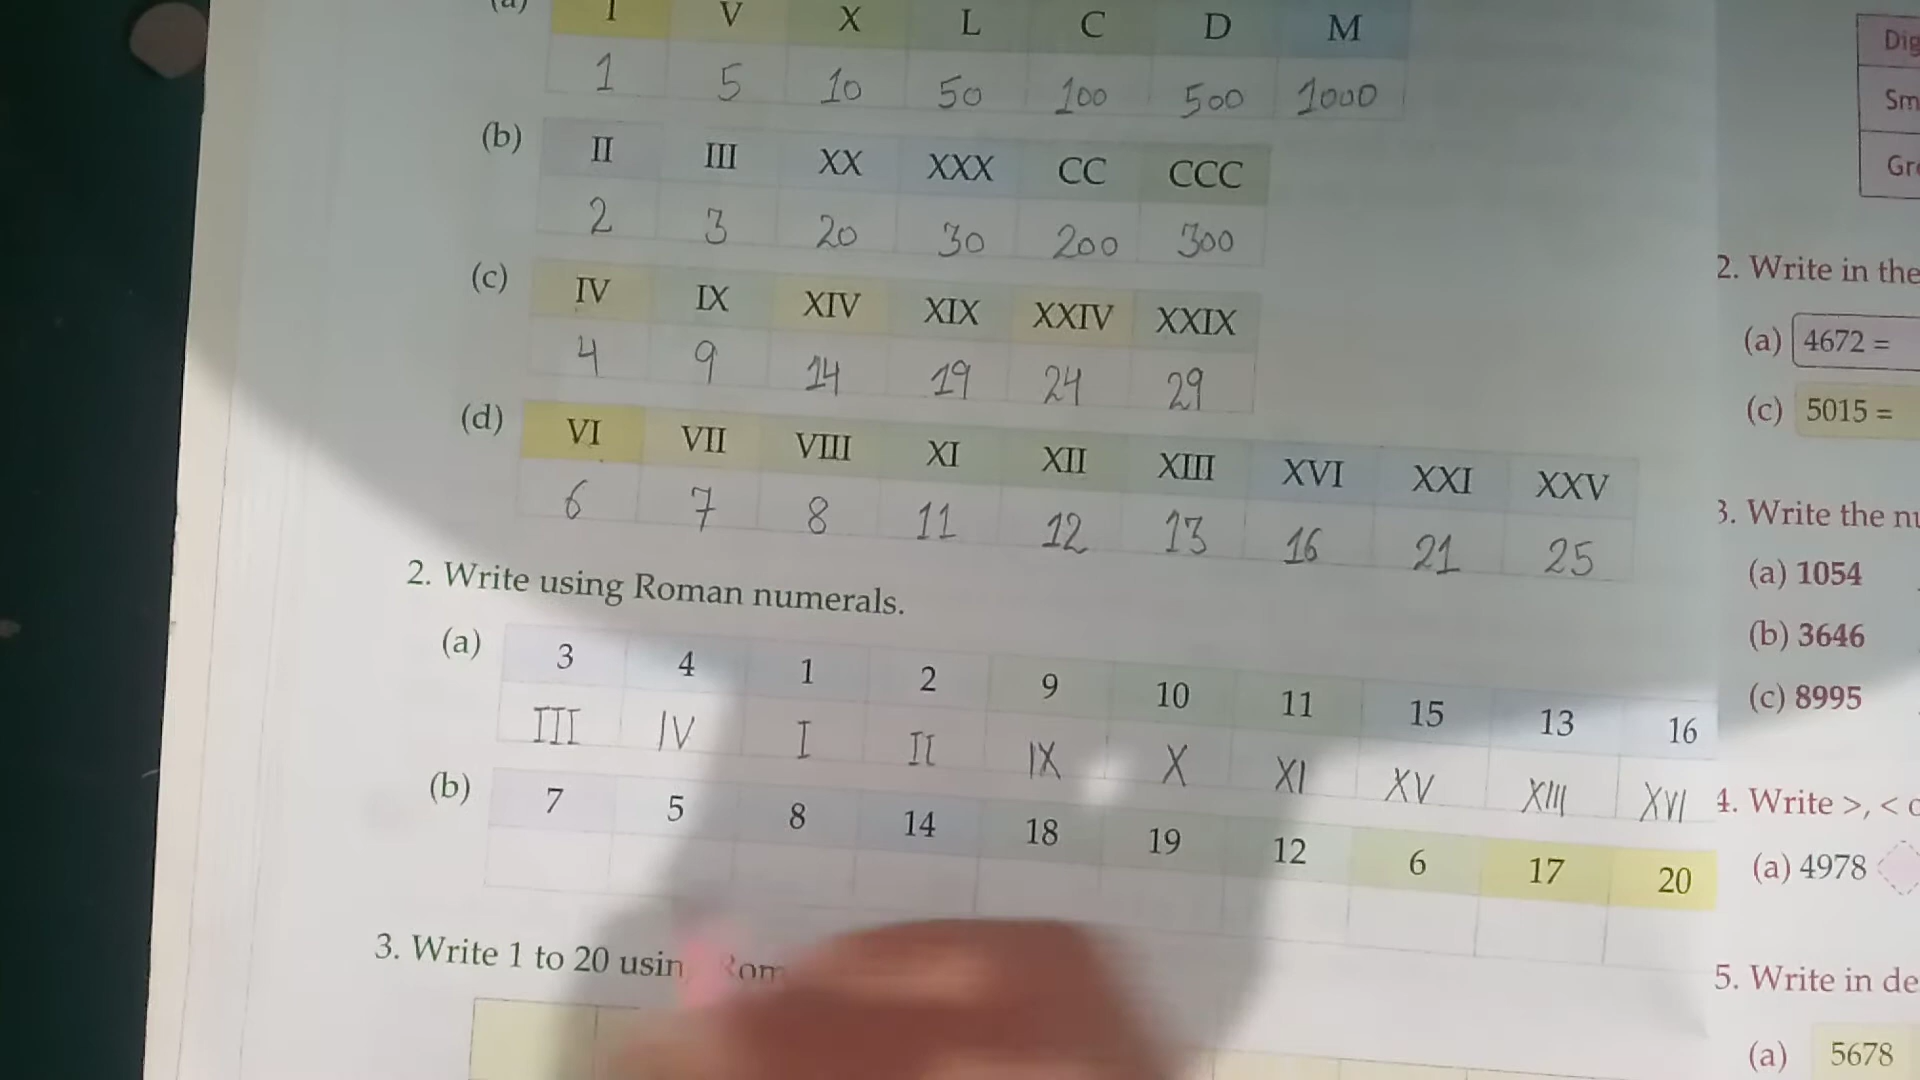 (a) I V X L C D M
1 5 10 50 100 500 1000
(b) II III XX XXX CC CCC
2 3 20 30 200 300
(c) IV IX XIV XIX XXIV XXIX
4 9 14 19 24 29
(d) VI VII VIII XI XII XIII XVI XXI XXV
6 7 8 11 12 13 16 21 25
2. Write using Roman numerals.
(a) 3 4 1 2 9 10 11 15 13 16
III IV I II IX X XI XV XIII XVI
(b) 7 5 8 14 18 19 12 6 17 20
3. Write 1 to 20
2. Write in the
(a) 4672 =
(c) 5015 =
3. Write the
(a) 1054
(b) 3646
(c) 8995
4. Write >, <
(a) 4978
5. Write in
(a) 5678